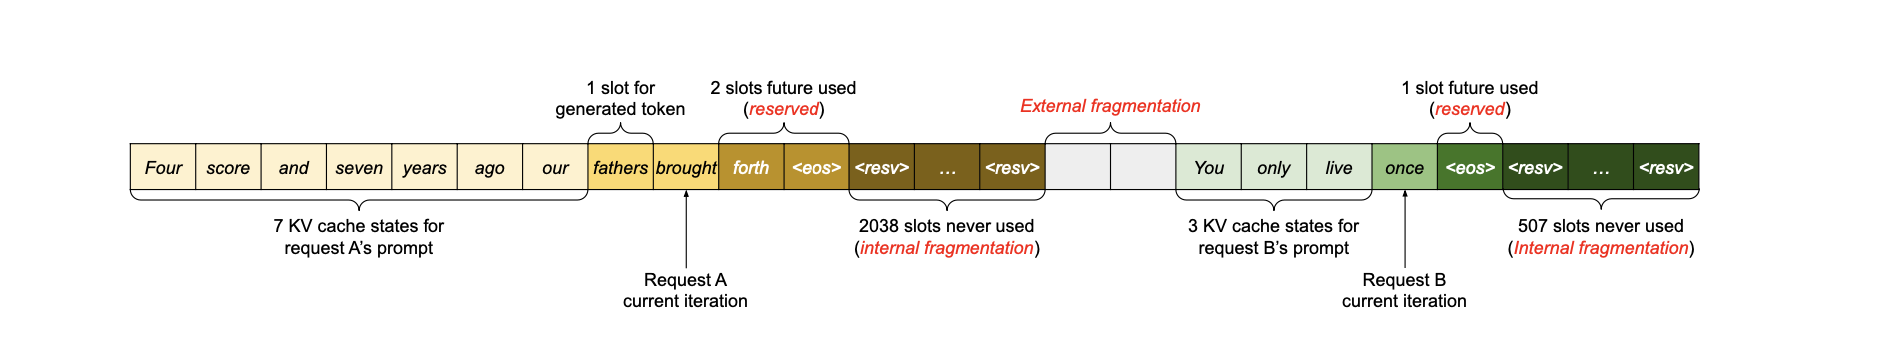 1 slot for
generated token
2 slots future used
(reserved)
External fragmentation
1 slot future used
(reserved)
Four score and seven years ago our fathers brought forth <eos> <resv> ... <resv> You only live once <eos> <resv> ... <resv>
7 KV cache states for
request A's prompt
2038 slots never used
(internal fragmentation)
3 KV cache states for
request B's prompt
507 slots never used
(Internal fragmentation)
Request A
current iteration
Request B
current iteration